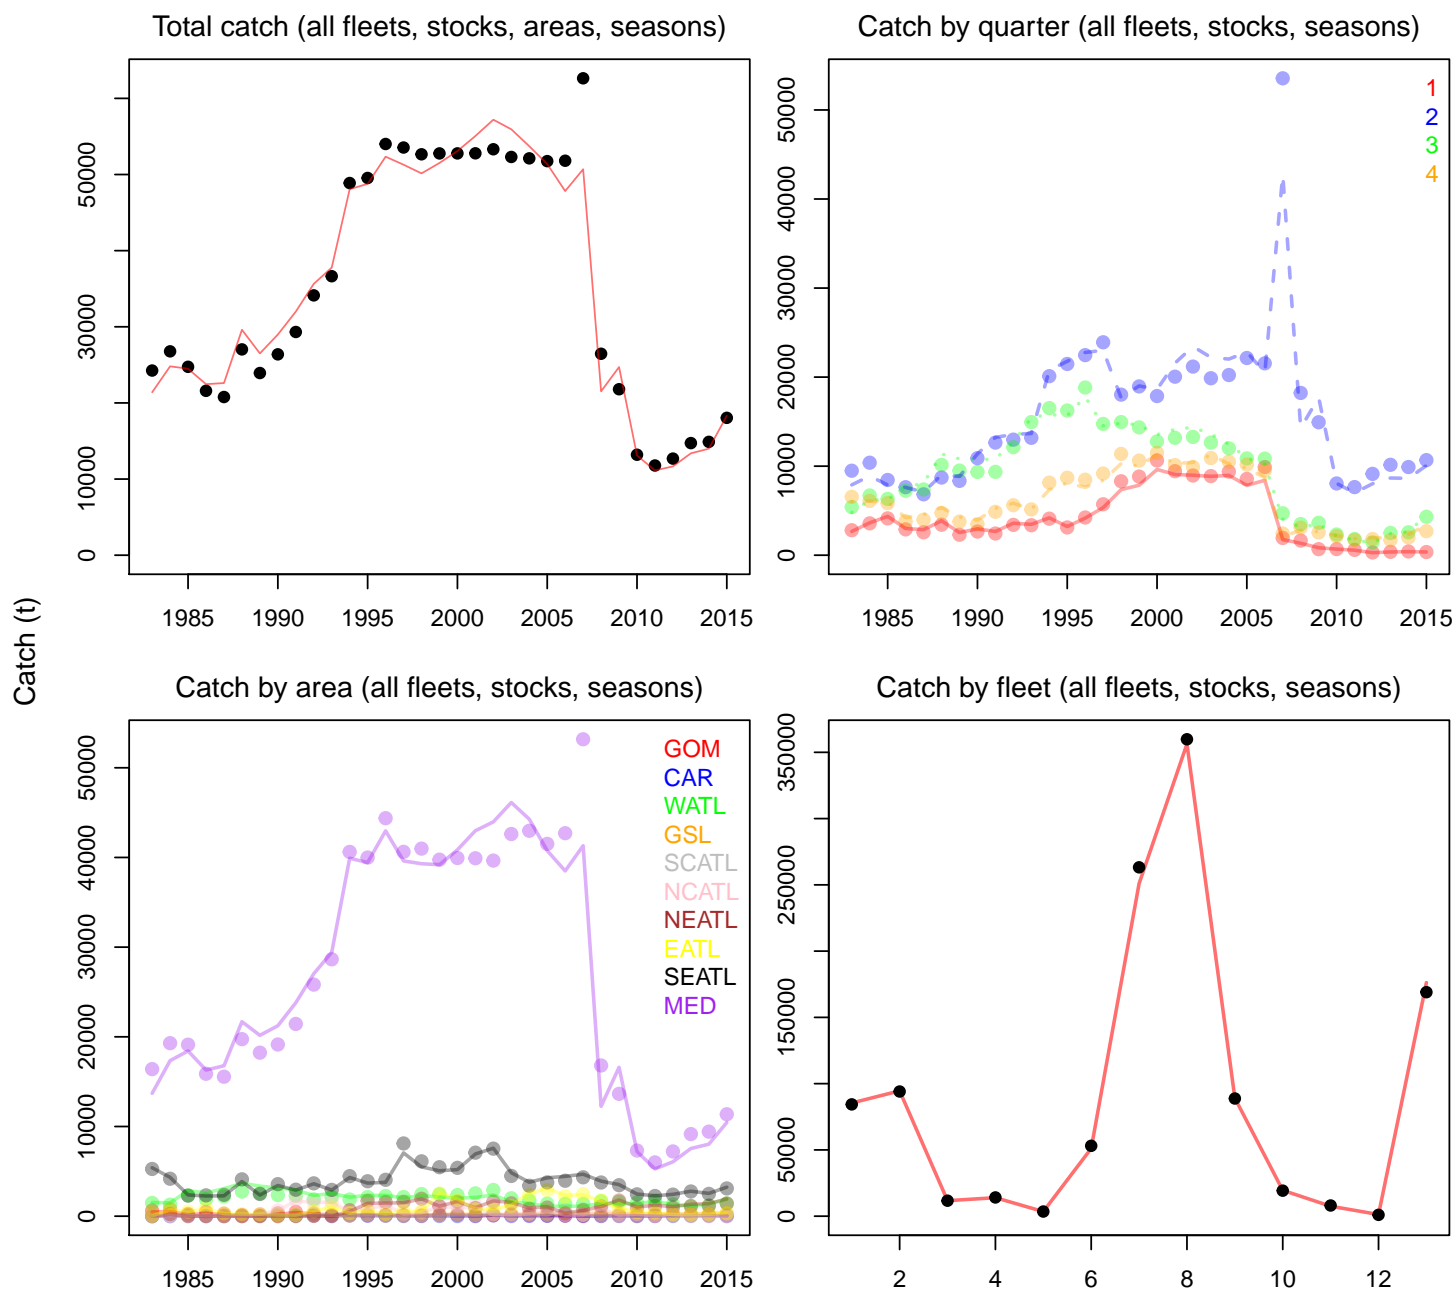 Total catch (all fleets, stocks, areas, seasons)
0
10000
30000
50000
1985 1990 1995 2000 2005 2010 2015
Catch by quarter (all fleets, stocks, seasons)
0
10000
20000
30000
40000
50000
1
2
3
4
1985 1990 1995 2000 2005 2010 2015
Catch (t)
Catch by area (all fleets, stocks, seasons)
0
10000
20000
30000
40000
50000
GOM
CAR
WATL
GSL
SCATL
NCATL
NEATL
EATL
SEATL
MED
1985 1990 1995 2000 2005 2010 2015
Catch by fleet (all fleets, stocks, seasons)
0
50000
150000
250000
350000
2 4 6 8 10 12